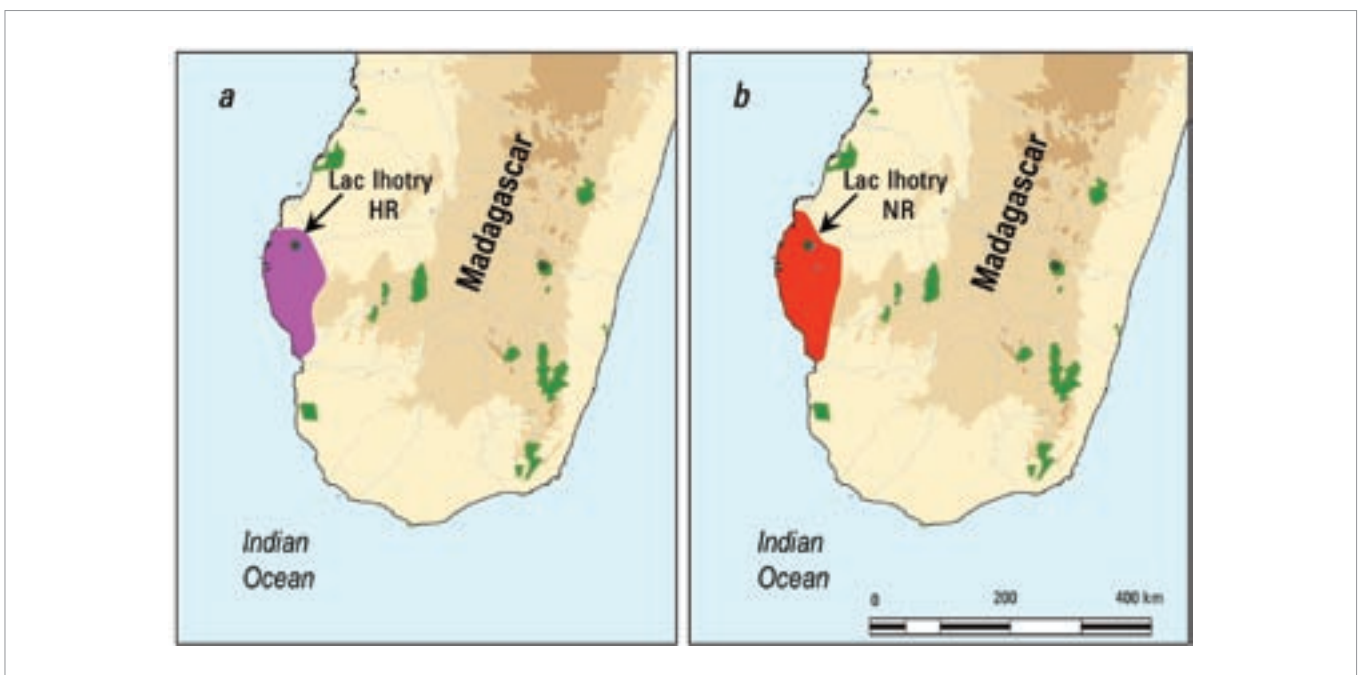 a
Lac Ihotry
HR
Madagascar
Indian
Ocean
b
Lac Ihotry
NR
Madagascar
Indian
Ocean
0 200 400 km